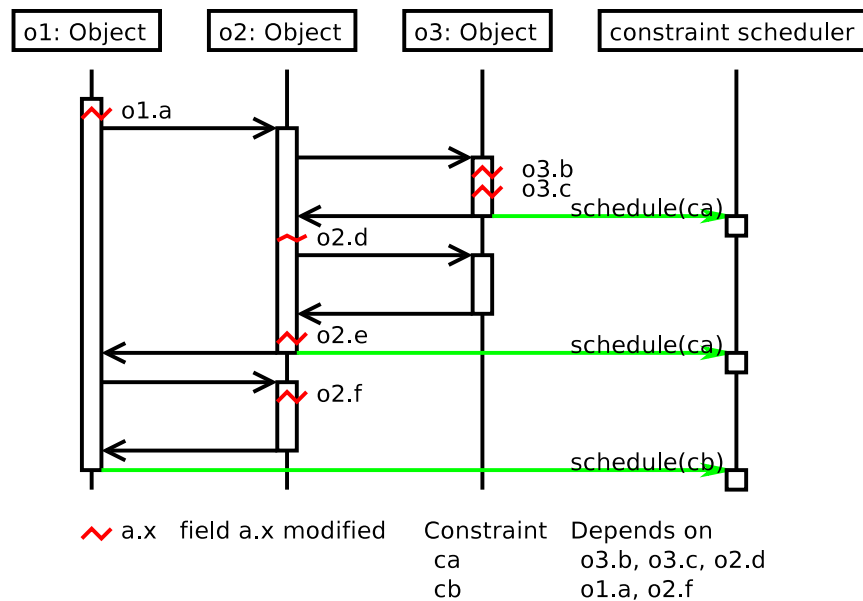 o1: Object o2: Object o3: Object constraint scheduler
o1.a
o3.b
o3.c
schedule(ca)
o2.d
o2.e
schedule(ca)
o2.f
schedule(cb)
a.x field a.x modified Constraint Depends on
ca o3.b, o3.c, o2.d
cb o1.a, o2.f